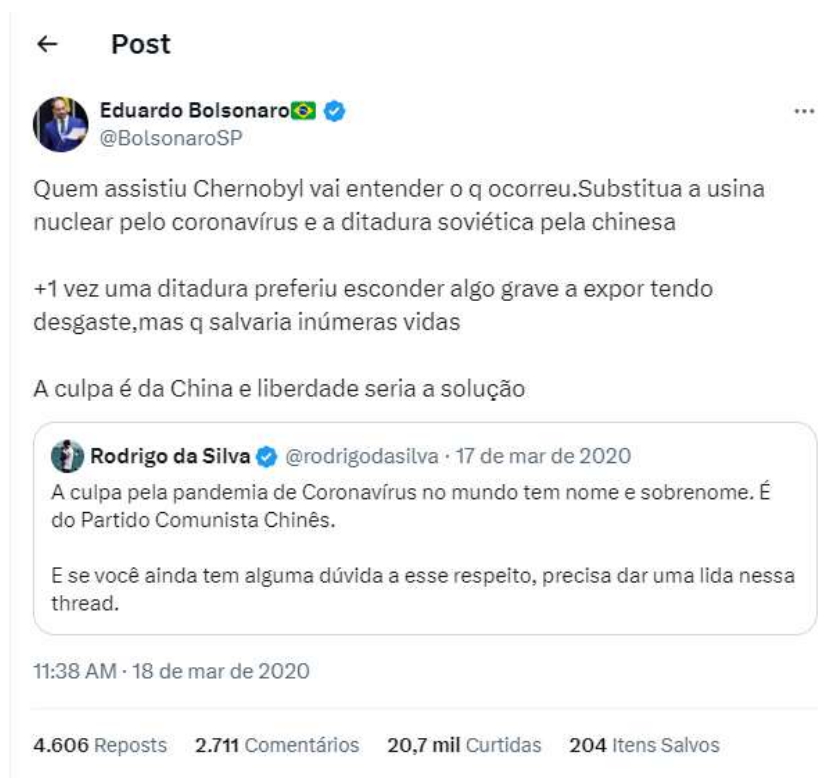 Post
Eduardo Bolsonaro🇧🇷
@BolsonaroSP
Quem assistiu Chernobyl vai entender o q ocorreu.Substitua a usina
nuclear pelo coronavírus e a ditadura soviética pela chinesa
+1 vez uma ditadura preferiu esconder algo grave a expor tendo
desgaste,mas q salvaria inúmeras vidas
A culpa é da China e liberdade seria a solução
Rodrigo da Silva @rodrigodasilva · 17 de mar de 2020
A culpa pela pandemia de Coronavírus no mundo tem nome e sobrenome. É
do Partido Comunista Chinês.
E se você ainda tem alguma dúvida a esse respeito, precisa dar uma lida nessa
thread.
11:38 AM · 18 de mar de 2020
4.606 Reposts 2.711 Comentários 20,7 mil Curtidas 204 Itens Salvos